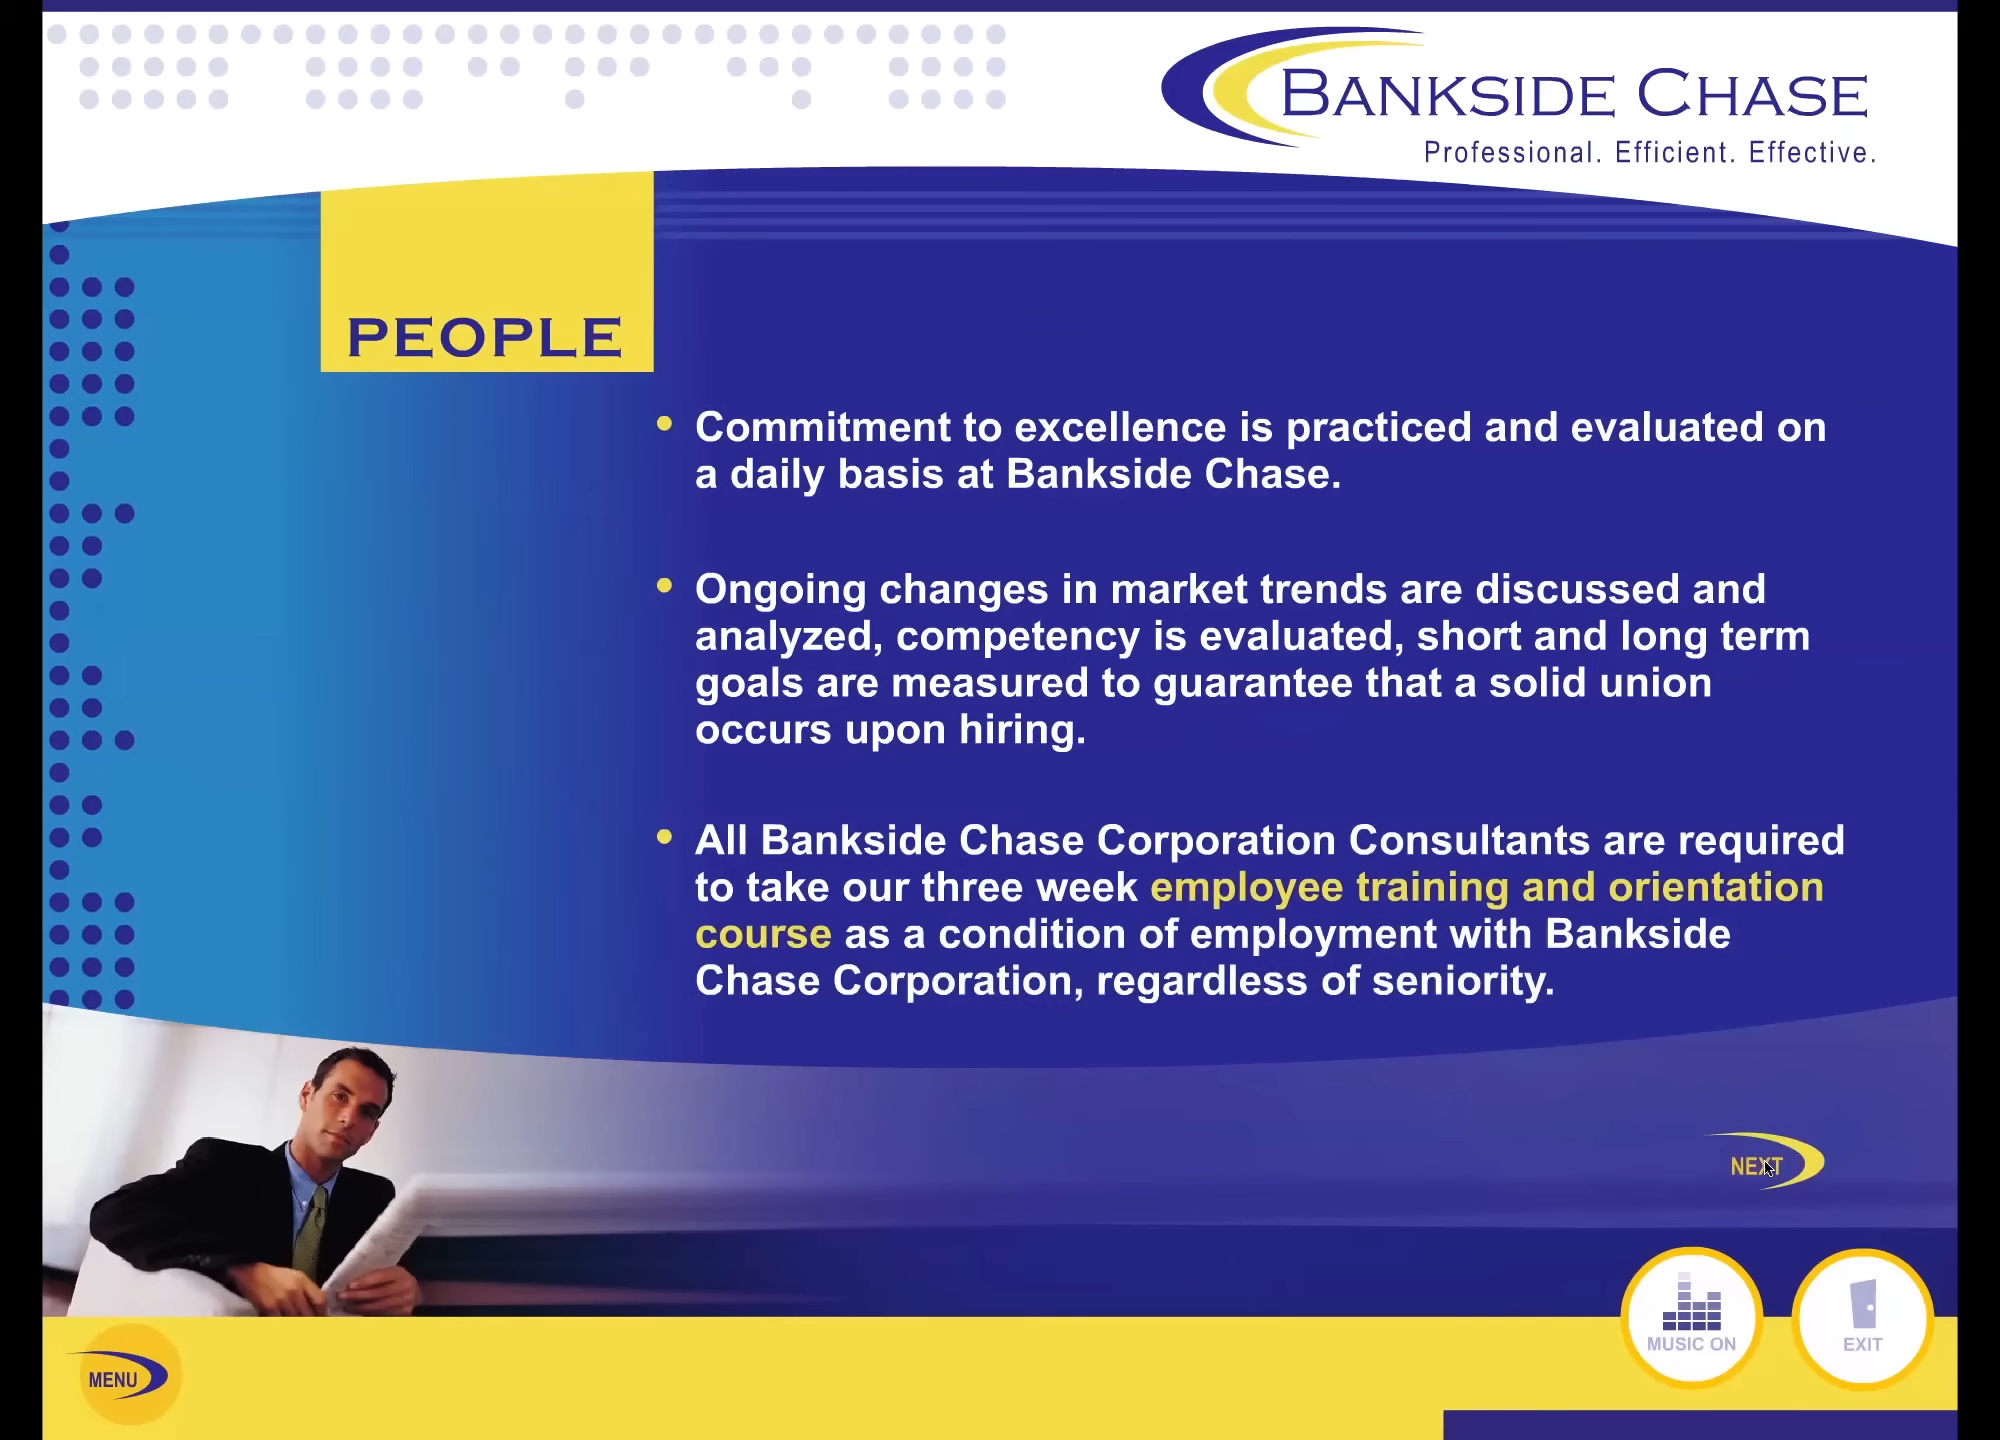 BANKSIDE CHASE
Professional. Efficient. Effective.
PEOPLE
• Commitment to excellence is practiced and evaluated on
a daily basis at Bankside Chase.
• Ongoing changes in market trends are discussed and
analyzed, competency is evaluated, short and long term
goals are measured to guarantee that a solid union
occurs upon hiring.
• All Bankside Chase Corporation Consultants are required
to take our three week employee training and orientation
course as a condition of employment with Bankside
Chase Corporation, regardless of seniority.
NEXT
MUSIC ON
EXIT
MENU